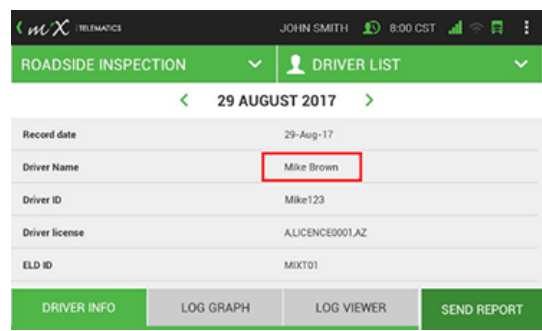 MiX TELEMATICS JOHN SMITH 8:00 CST
ROADSIDE INSPECTION DRIVER LIST
29 AUGUST 2017
Record date 29-Aug-17
Driver Name Mike Brown
Driver ID Mike123
Driver license A,LICENCE0001,AZ
ELD ID MIXT01
DRIVER INFO LOG GRAPH LOG VIEWER SEND REPORT